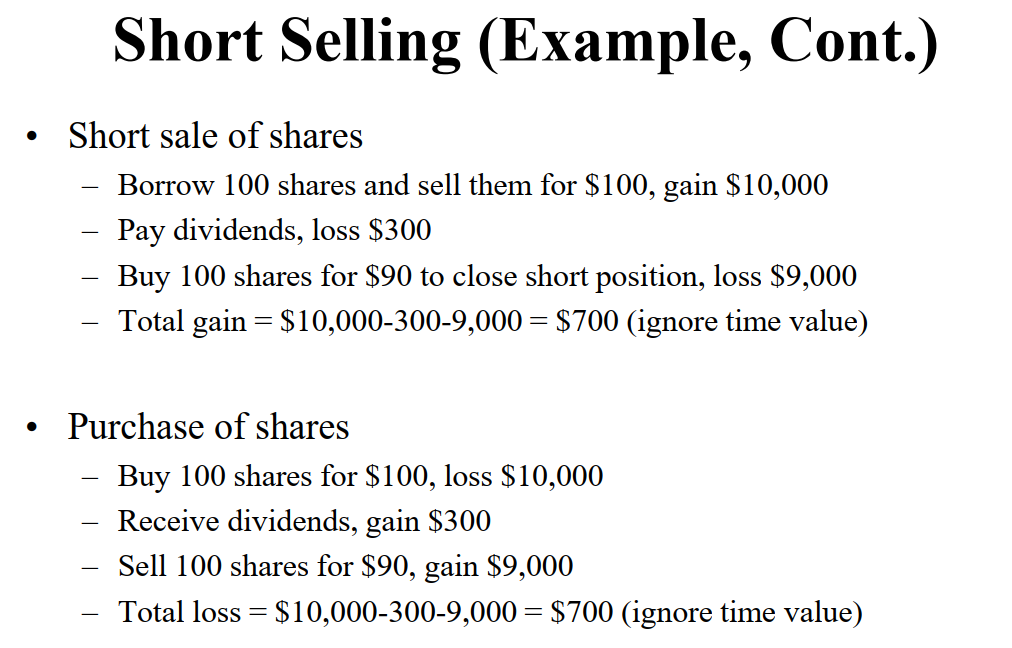 Short Selling (Example, Cont.)
• Short sale of shares
– Borrow 100 shares and sell them for $100, gain $10,000
– Pay dividends, loss $300
– Buy 100 shares for $90 to close short position, loss $9,000
– Total gain = $10,000-300-9,000 = $700 (ignore time value)
• Purchase of shares
– Buy 100 shares for $100, loss $10,000
– Receive dividends, gain $300
– Sell 100 shares for $90, gain $9,000
– Total loss = $10,000-300-9,000 = $700 (ignore time value)